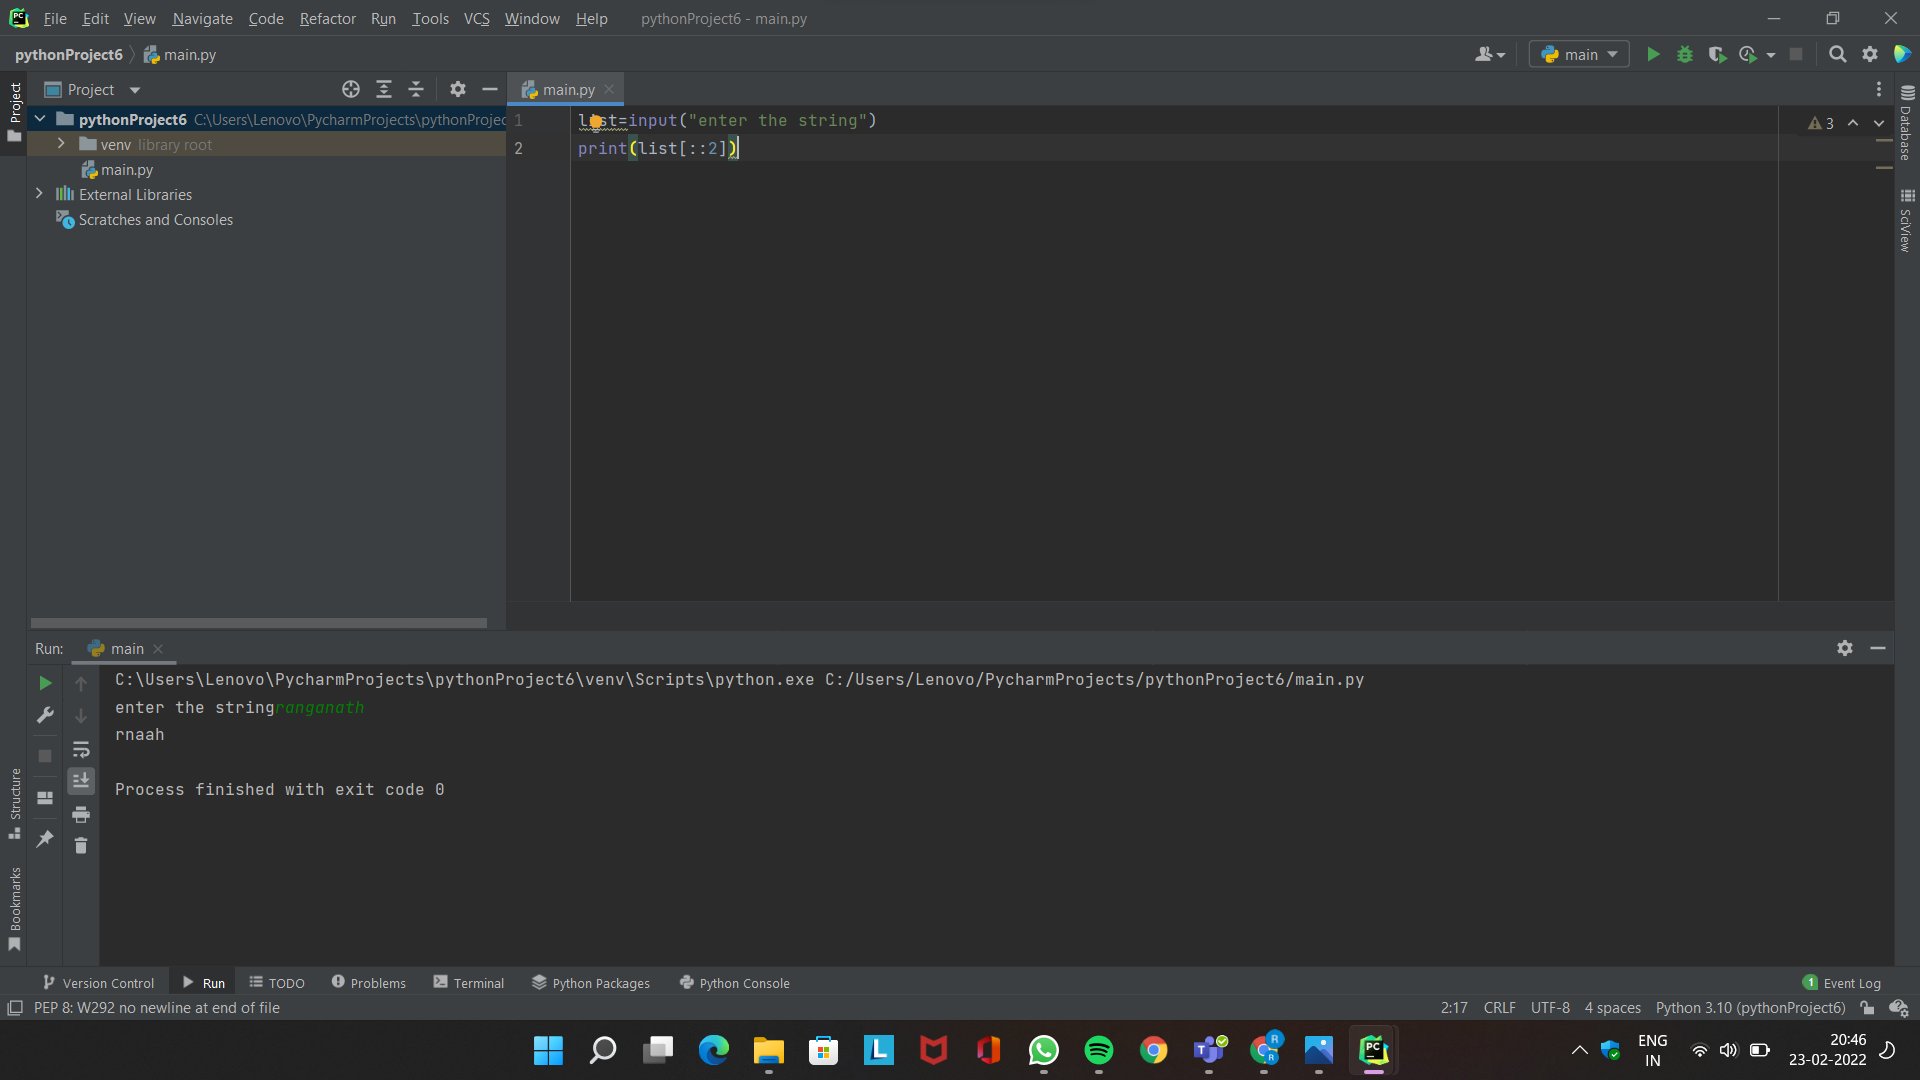 File Edit View Navigate Code Refactor Run Tools VCS Window Help pythonProject6 - main.py
pythonProject6 main.py main
Project main.py
pythonProject6 C:\Users\Lenovo\PycharmProjects\pythonProjec
venv library root
main.py
External Libraries
Scratches and Consoles
1 list=input("enter the string")
2 print(list[::2])
3
Project
Structure
Bookmarks
Database
SciView
Run: main
C:\Users\Lenovo\PycharmProjects\pythonProject6\venv\Scripts\python.exe C:/Users/Lenovo/PycharmProjects/pythonProject6/main.py
enter the stringranganath
rnaah
Process finished with exit code 0
Version Control Run TODO Problems Terminal Python Packages Python Console 1 Event Log
PEP 8: W292 no newline at end of file 2:17 CRLF UTF-8 4 spaces Python 3.10 (pythonProject6)
ENG 20:46
IN 23-02-2022